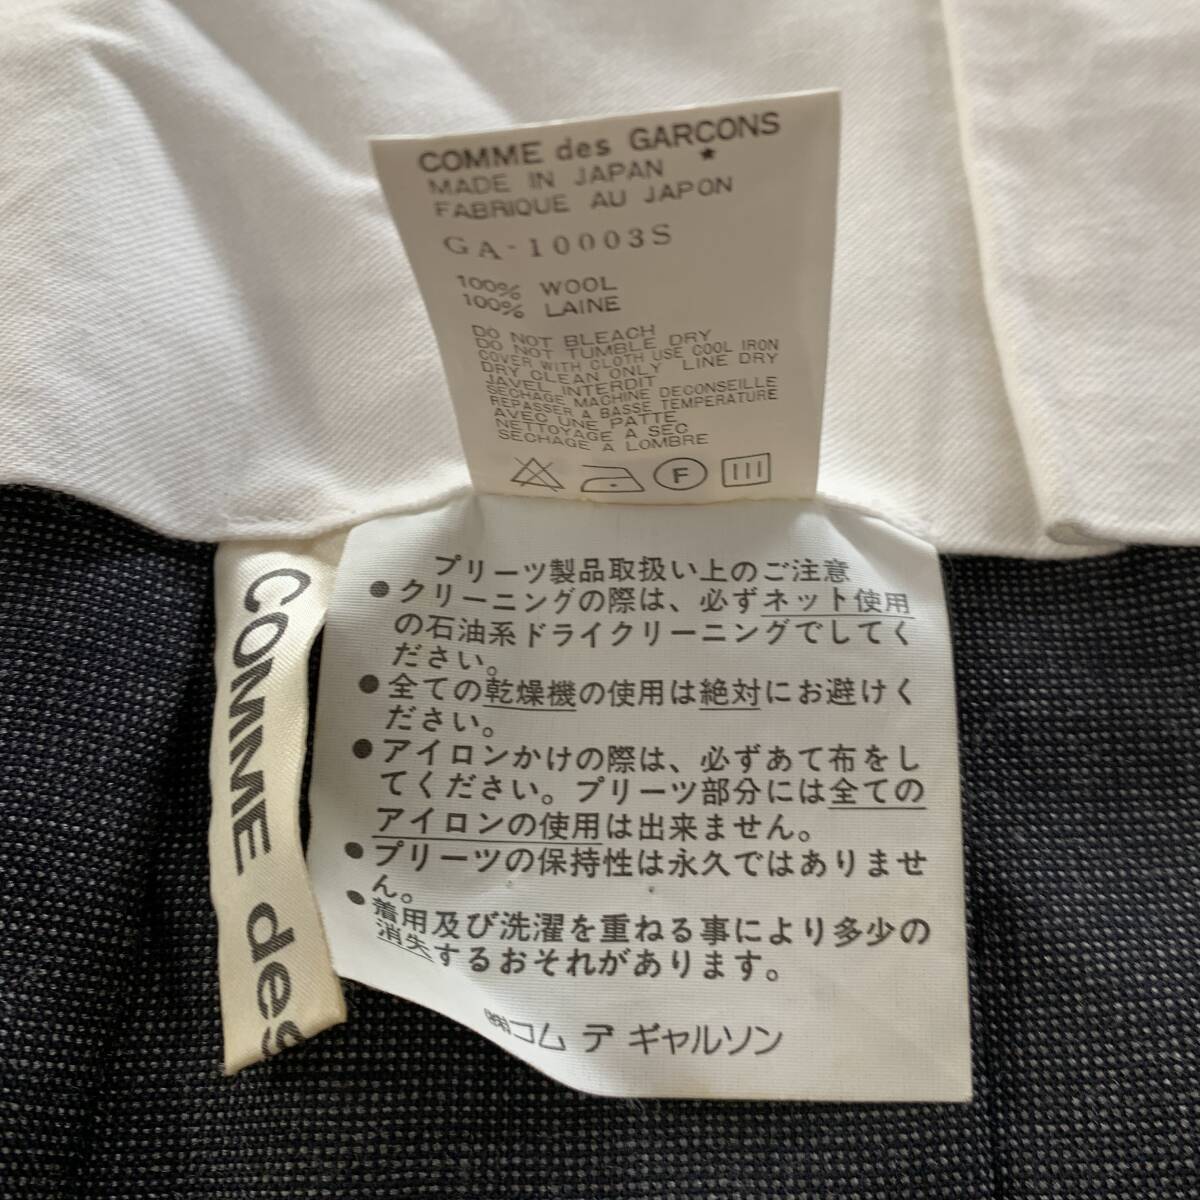 COMME des GARCONS
★
MADE IN JAPAN
FABRIQUE AU JAPON
GA-10003S
100% WOOL
100% LAINE
DO NOT BLEACH
DO NOT TUMBLE DRY
COVER WITH CLOTH USE COOL IRON
DRY CLEAN ONLY LINE DRY
JAVEL INTERDIT
SECHAGE MACHINE DECONSEILLE
REPASSER A BASSE TEMPERATURE
AVEC UNE PATTE
NETTOYAGE A SEC
SECHAGE A LOMBRE
F
プリーツ製品取扱い上のご注意
●クリーニングの際は、必ずネット使用
の石油系ドライクリーニングでしてく
ださい。
●全ての乾燥機の使用は絶対にお避けく
ださい。
●アイロンかけの際は、必ずあて布をし
てください。プリーツ部分には全ての
アイロンの使用は出来ません。
●プリーツの保持性は永久ではありませ
ん。
●着用及び洗濯を重ねる事により多少の
消失するおそれがあります。
㈱コム デ ギャルソン
COMME des